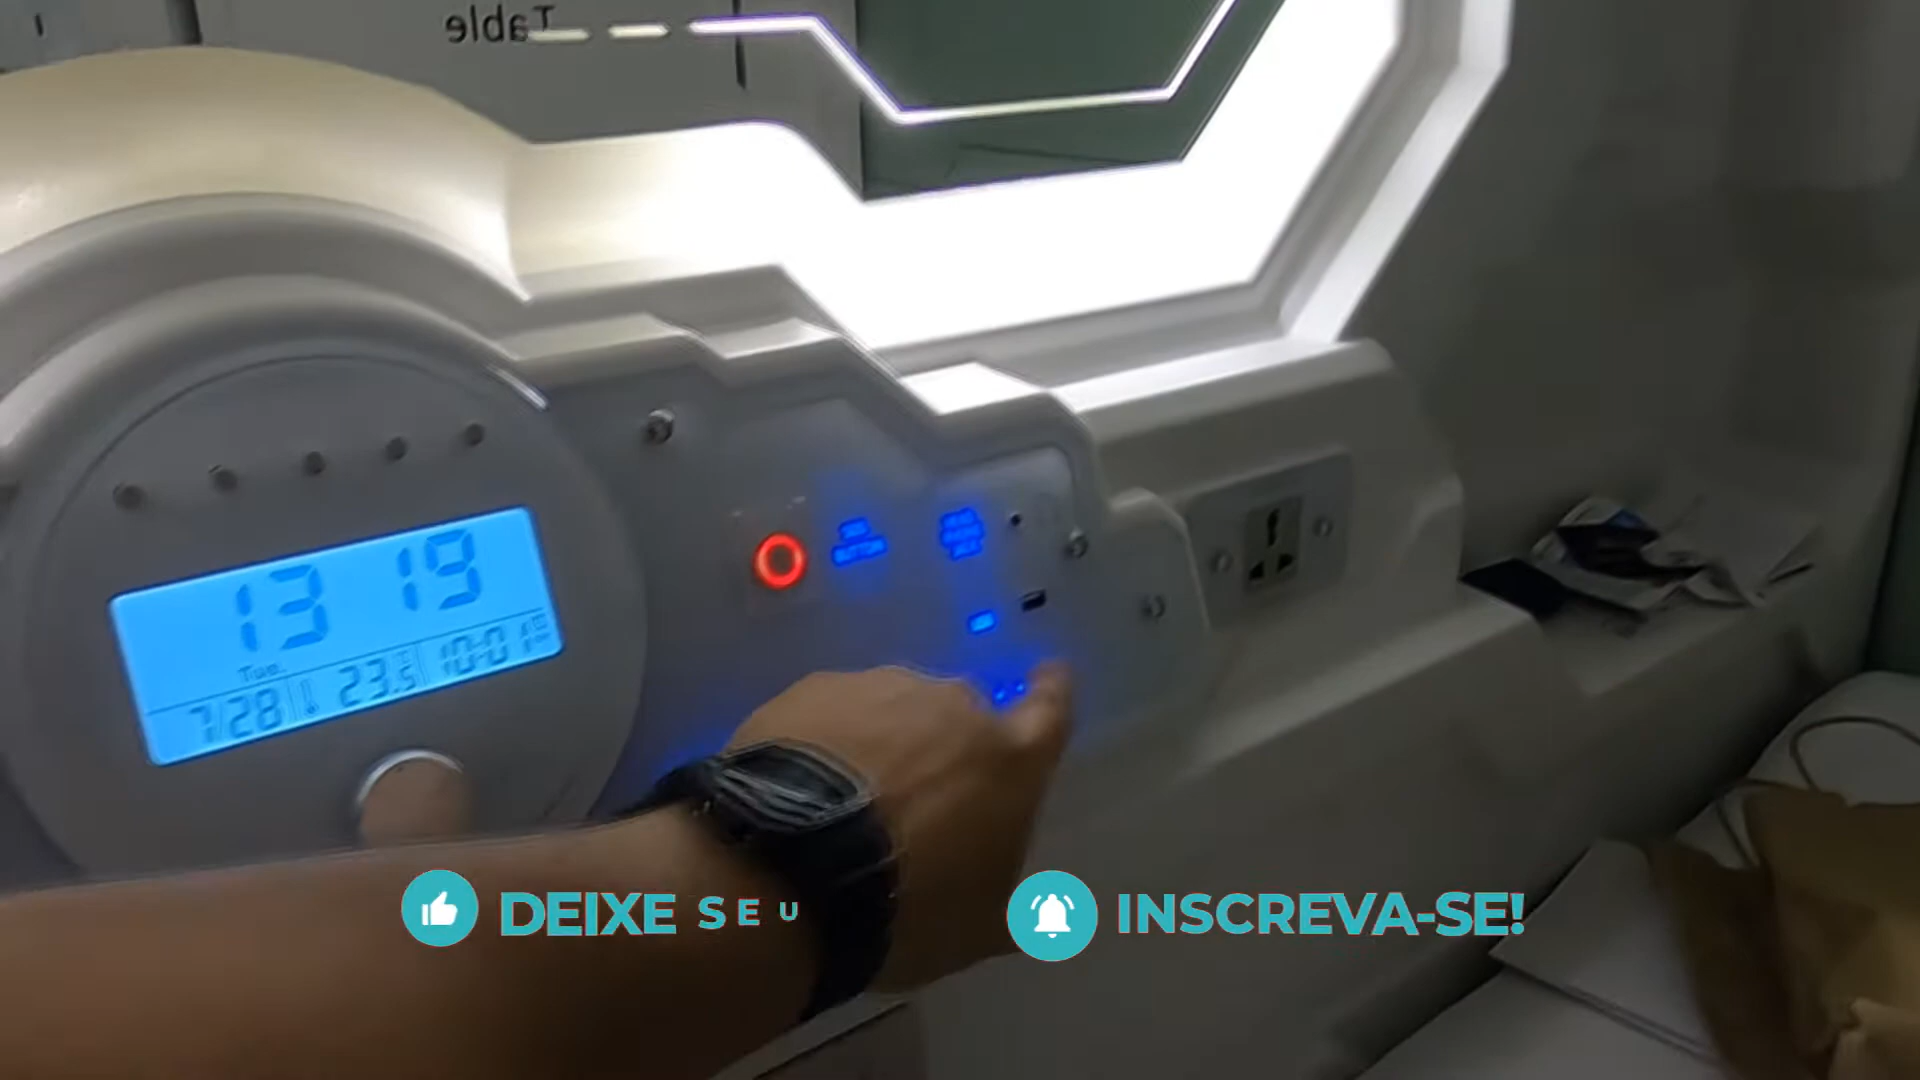 Table
13 19
Tue.
7/28 23.5 10-01
DEIXE SEU
INSCREVA-SE!